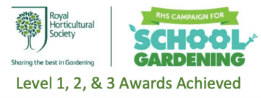 Royal
Horticultural
Society
Sharing the best in Gardening
RHS CAMPAIGN FOR
SCHOOL
GARDENING
Level 1, 2, & 3 Awards Achieved